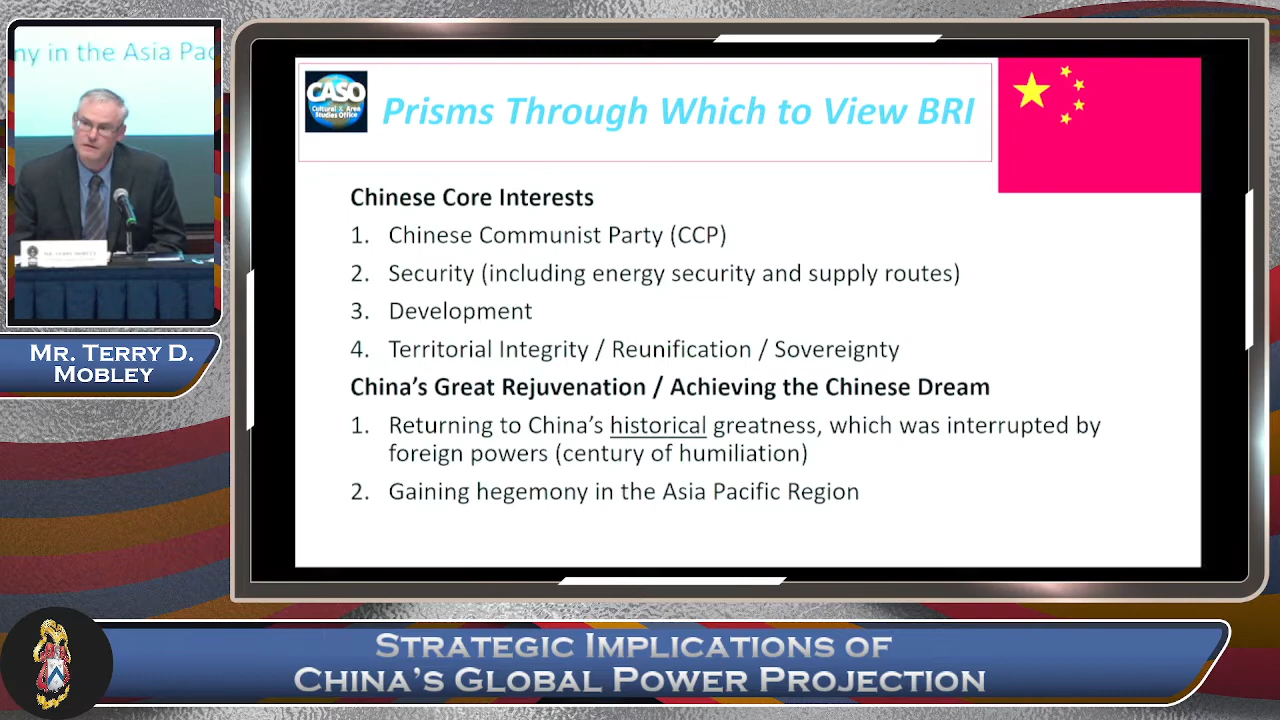 ny in the Asia Pac
CASO
Cultural & Area
Studies Office
Prisms Through Which to View BRI
Chinese Core Interests
1. Chinese Communist Party (CCP)
2. Security (including energy security and supply routes)
3. Development
4. Territorial Integrity / Reunification / Sovereignty
China's Great Rejuvenation / Achieving the Chinese Dream
1. Returning to China's historical greatness, which was interrupted by
foreign powers (century of humiliation)
2. Gaining hegemony in the Asia Pacific Region
MR. TERRY D.
MOBLEY
STRATEGIC IMPLICATIONS OF
CHINA'S GLOBAL POWER PROJECTION